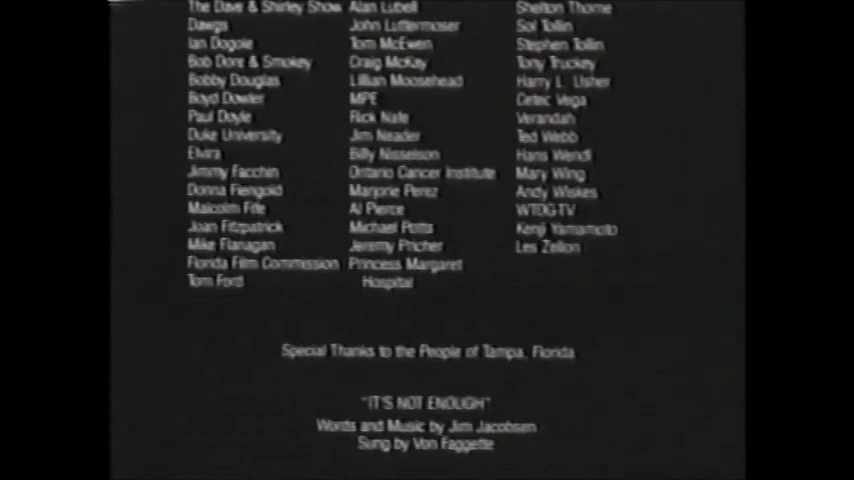 The Dave & Shirley Show
Dawgs
Ian Dogole
Bob Dore & Smokey
Bobby Douglas
Boyd Dowler
Paul Doyle
Duke University
Elvira
Jimmy Facchin
Donna Fiengold
Malcolm Fife
Joan Fitzpatrick
Mike Flanagan
Florida Film Commission
Tom Ford
Alan Lubell
John Luttermoser
Tom McEwen
Craig McKay
Lillian Moosehead
MPE
Rick Nafe
Jim Neader
Billy Nisselson
Ontario Cancer Institute
Marjorie Perez
Al Pierce
Michael Potts
Jeremy Pricher
Princess Margaret
Hospital
Shelton Thorne
Sol Tollin
Stephen Tollin
Tony Truckey
Harry L. Usher
Cetec Vega
Verandah
Ted Webb
Hans Wendl
Mary Wing
Andy Wiskes
WTOG-TV
Kenji Yamamoto
Les Zellon
Special Thanks to the People of Tampa, Florida
"IT'S NOT ENOUGH"
Words and Music by Jim Jacobsen
Sung by Von Faggette